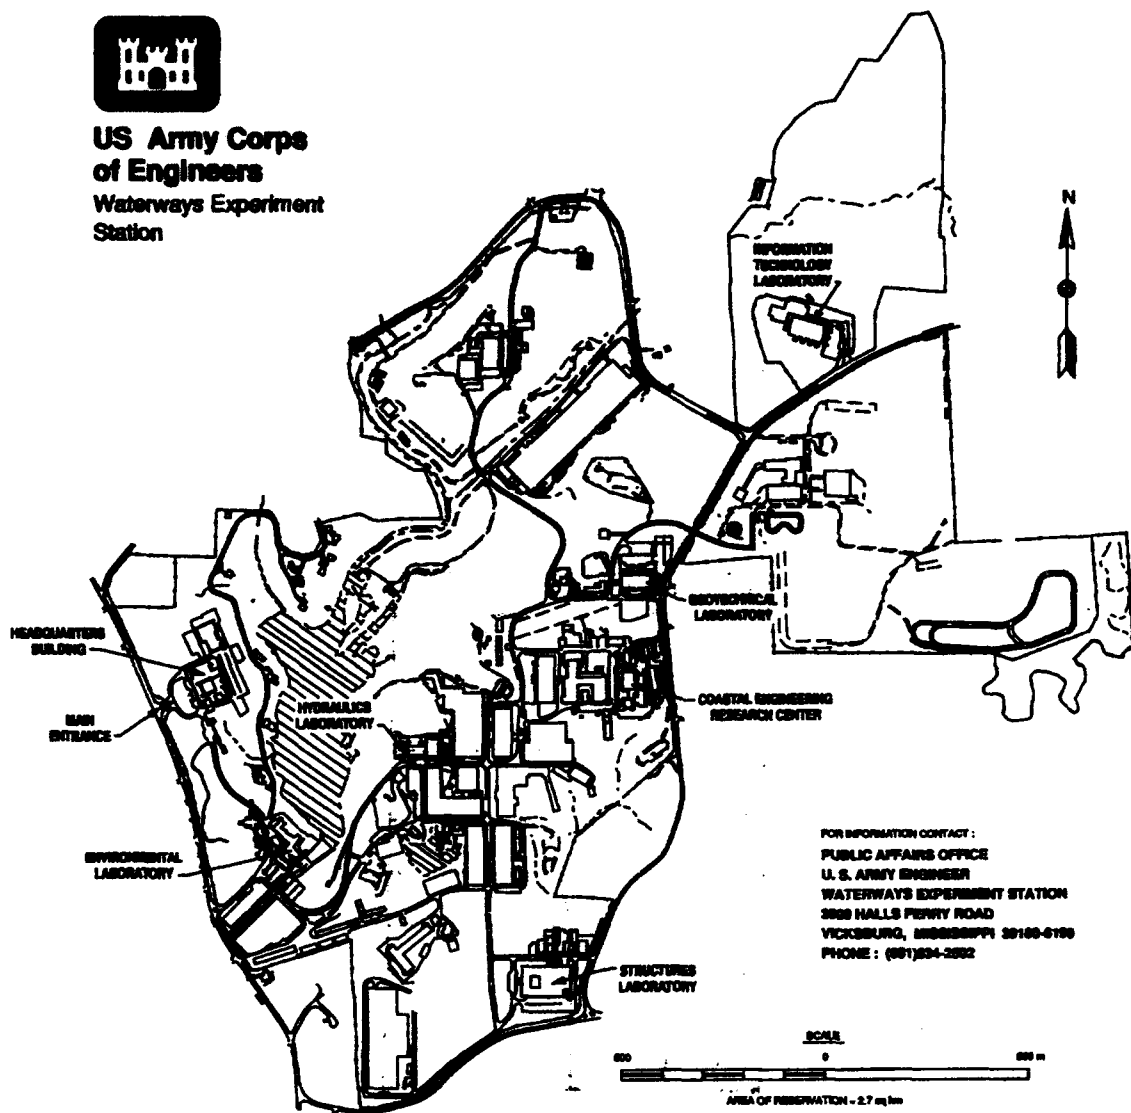 US Army Corps
of Engineers
Waterways Experiment
Station
N
INFORMATION
TECHNOLOGY
LABORATORY
GEOTECHNICAL
LABORATORY
HEADQUARTERS
BUILDING
MAIN
ENTRANCE
HYDRAULICS
LABORATORY
COASTAL ENGINEERING
RESEARCH CENTER
ENVIRONMENTAL
LABORATORY
STRUCTURES
LABORATORY
FOR INFORMATION CONTACT :
PUBLIC AFFAIRS OFFICE
U. S. ARMY ENGINEER
WATERWAYS EXPERIMENT STATION
HALLS FERRY ROAD
VICKSBURG, MISSISSIPPI
PHONE :
SCALE
0
AREA OF RESERVATION = 2.7 sq km